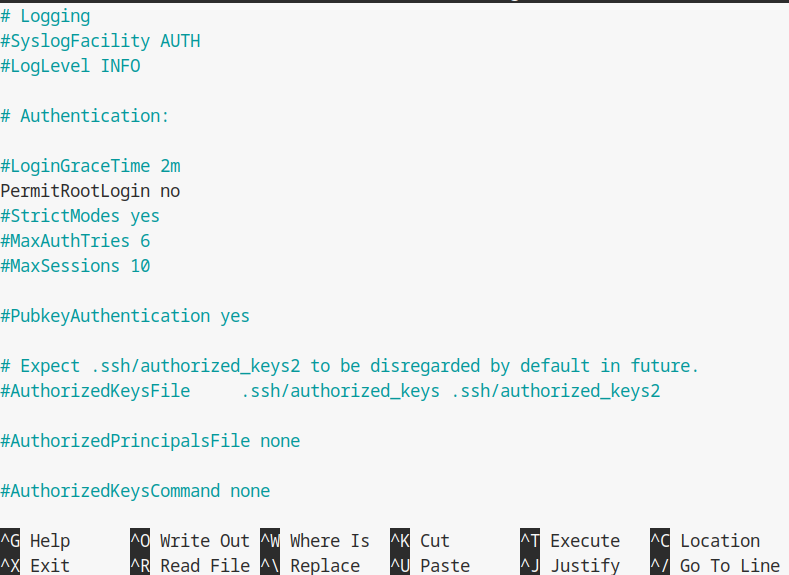 # Logging
#SyslogFacility AUTH
#LogLevel INFO
# Authentication:
#LoginGraceTime 2m
PermitRootLogin no
#StrictModes yes
#MaxAuthTries 6
#MaxSessions 10
#PubkeyAuthentication yes
# Expect .ssh/authorized_keys2 to be disregarded by default in future.
#AuthorizedKeysFile     .ssh/authorized_keys .ssh/authorized_keys2
#AuthorizedPrincipalsFile none
#AuthorizedKeysCommand none
^G Help      ^O Write Out ^W Where Is  ^K Cut       ^T Execute   ^C Location
^X Exit      ^R Read File ^\ Replace   ^U Paste     ^J Justify   ^/ Go To Line